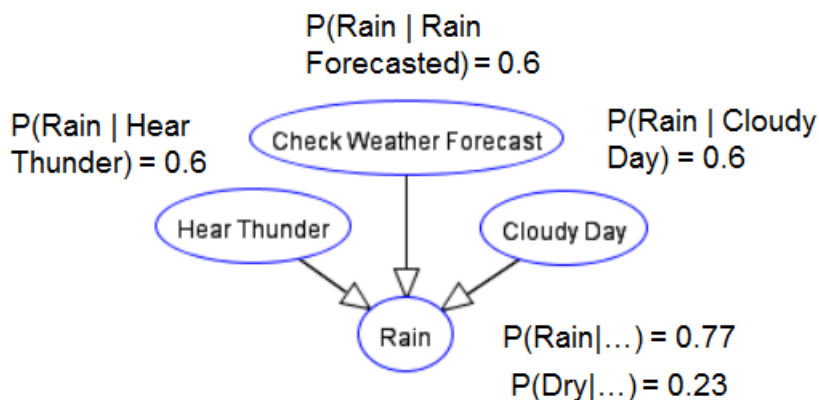 P(Rain | Rain
Forecasted) = 0.6
P(Rain | Hear
Thunder) = 0.6
Check Weather Forecast
P(Rain | Cloudy
Day) = 0.6
Hear Thunder
Cloudy Day
Rain
P(Rain|...) = 0.77
P(Dry|...) = 0.23